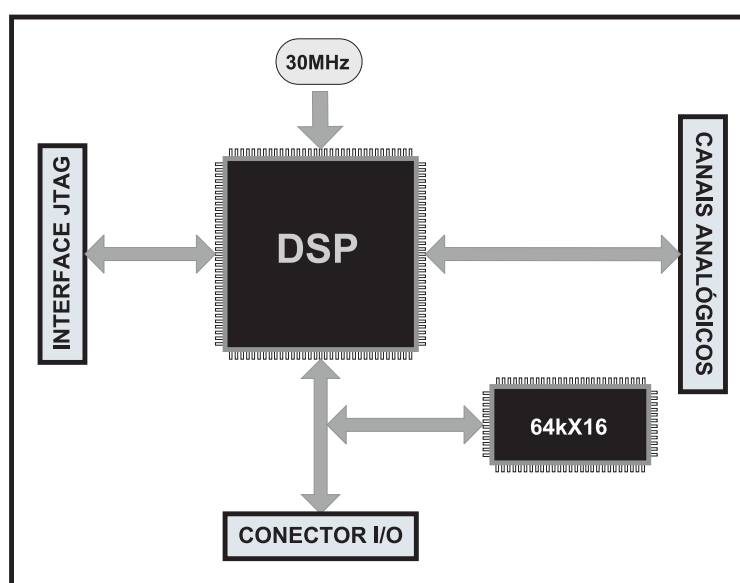 30MHz
INTERFACE JTAG
DSP
CANAIS ANALÓGICOS
64kX16
CONECTOR I/O